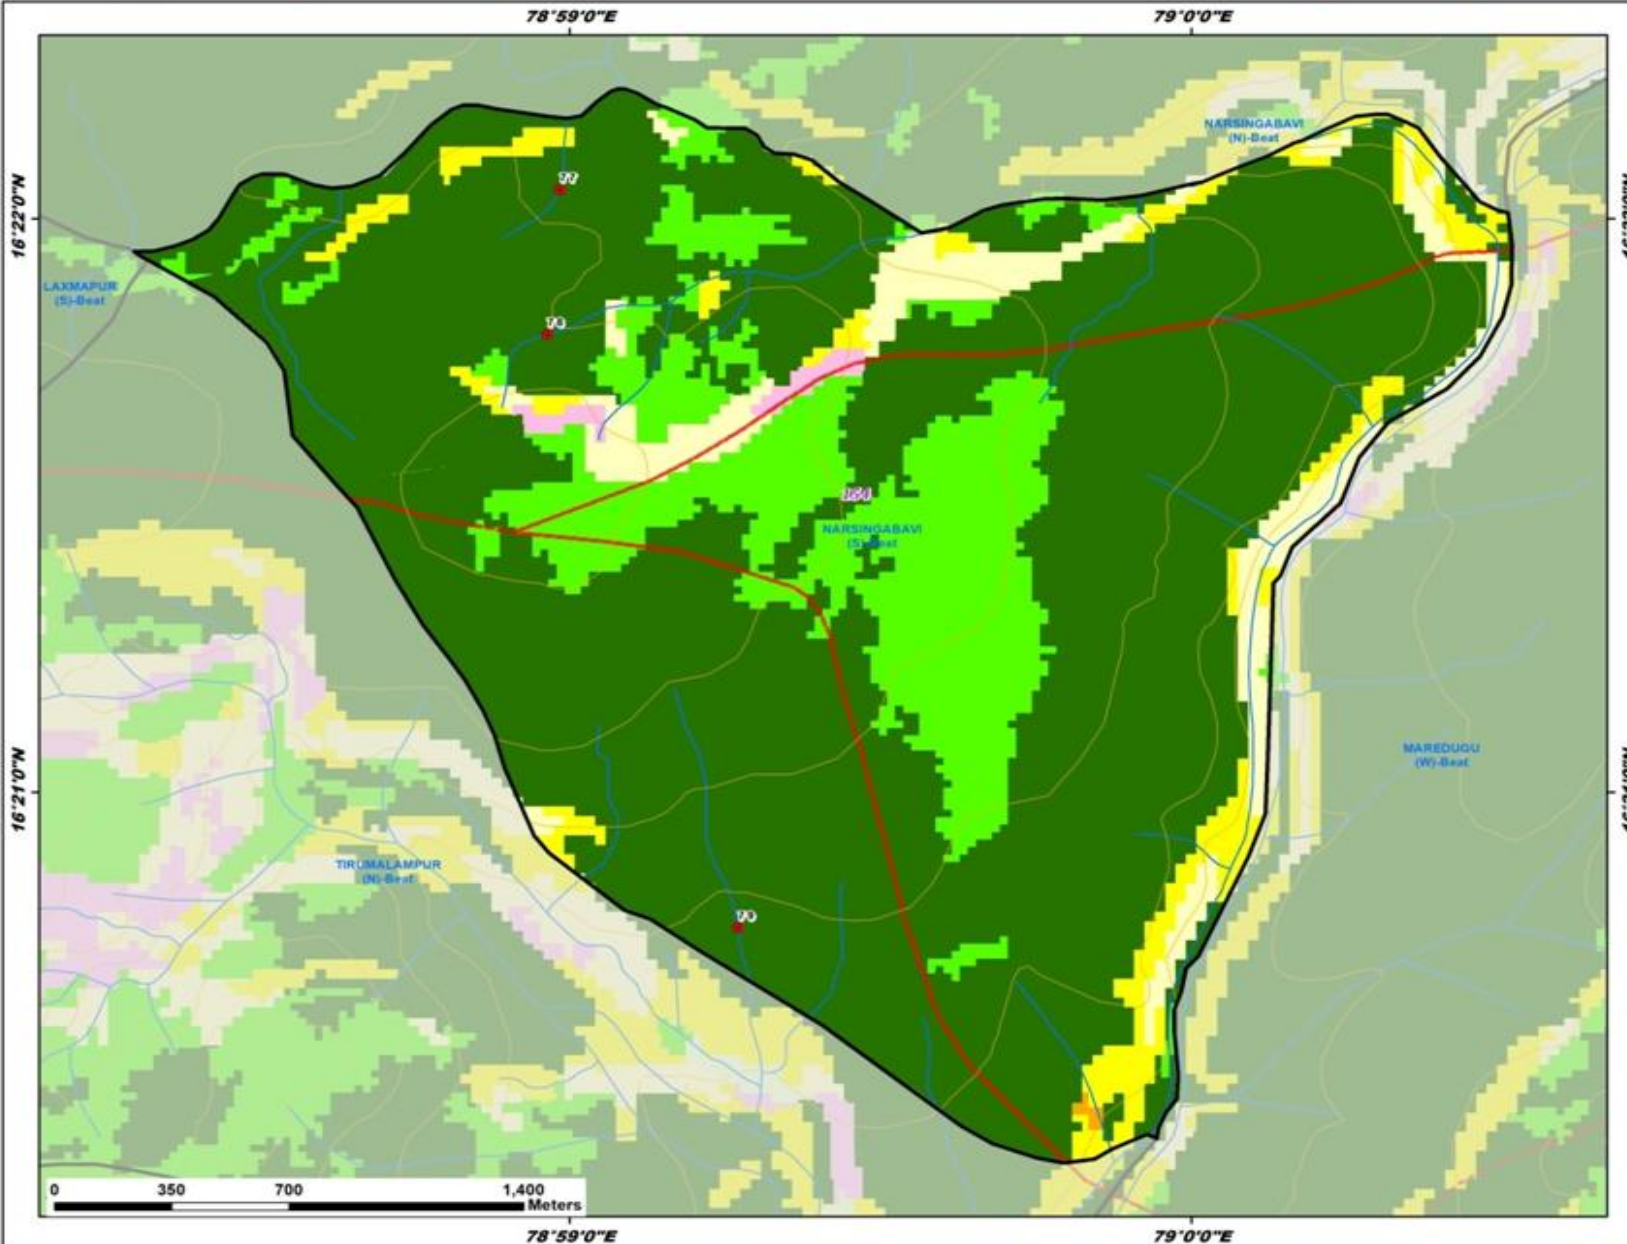 78°59'0"E
79°0'0"E
16°22'0"N
NARSINGABAVI
(N)-Beat
77
LAXMAPUR
(S)-Beat
78
164
NARSINGABAVI
(S)-Beat
MAREDUGU
(W)-Beat
16°21'0"N
TIRUMALAMPUR
(N)-Beat
79
0 350 700 1,400
Meters
78°59'0"E
79°0'0"E